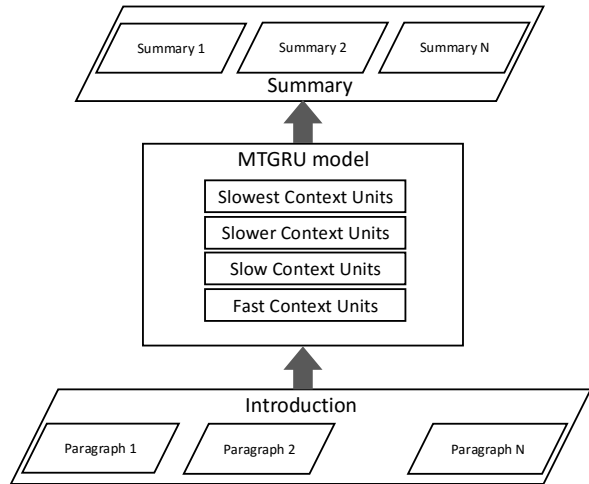 Summary 1
Summary 2
Summary N
Summary
MTGRU model
Slowest Context Units
Slower Context Units
Slow Context Units
Fast Context Units
Introduction
Paragraph 1
Paragraph 2
Paragraph N